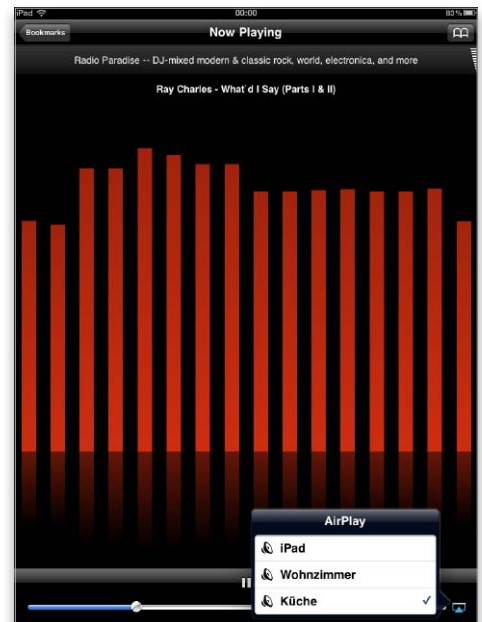 iPad 00:00 83 %
Bookmarks Now Playing
Radio Paradise -- DJ-mixed modern & classic rock, world, electronica, and more
Ray Charles - What´d I Say (Parts I & II)
AirPlay
iPad
Wohnzimmer
Küche